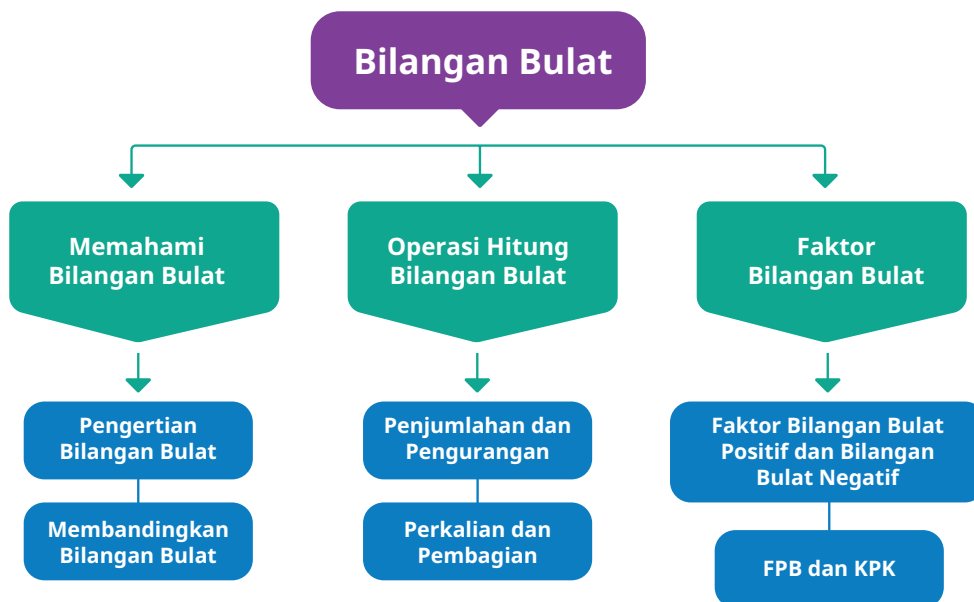 Bilangan Bulat
Memahami
Bilangan Bulat
Operasi Hitung
Bilangan Bulat
Faktor
Bilangan Bulat
Pengertian
Bilangan Bulat
Membandingkan
Bilangan Bulat
Penjumlahan dan
Pengurangan
Perkalian dan
Pembagian
Faktor Bilangan Bulat
Positif dan Bilangan
Bulat Negatif
FPB dan KPK